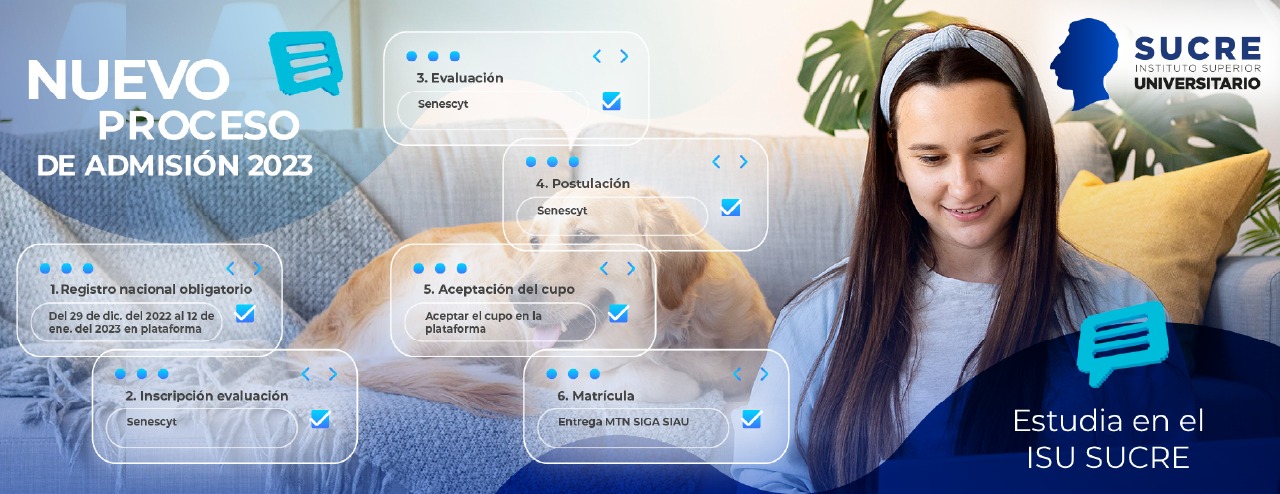 NUEVO
PROCESO
DE ADMISIÓN 2023
1. Registro nacional obligatorio
Del 29 de dic. del 2022 al 12 de
ene. del 2023 en plataforma
2. Inscripción evaluación
Senescyt
3. Evaluación
Senescyt
4. Postulación
Senescyt
5. Aceptación del cupo
Aceptar el cupo en la
plataforma
6. Matrícula
Entrega MTN SIGA SIAU
SUCRE
INSTITUTO SUPERIOR
UNIVERSITARIO
Estudia en el
ISU SUCRE